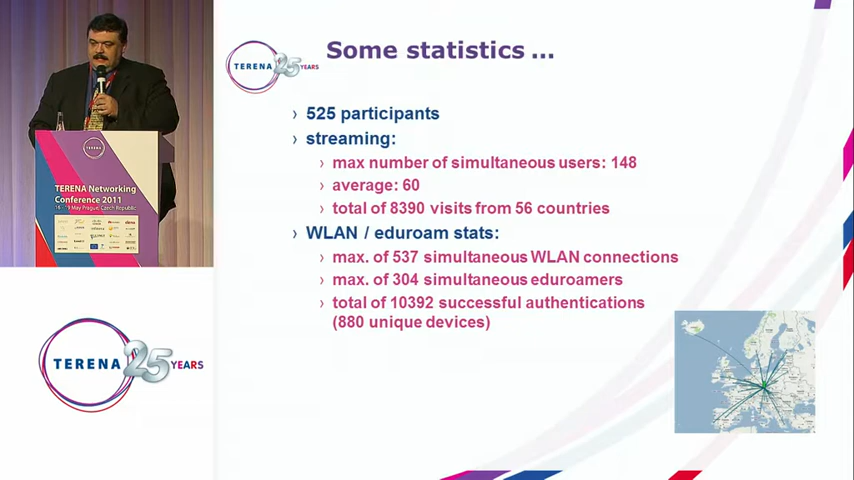 Some statistics ...
TERENA 25 YEARS
› 525 participants
› streaming:
› max number of simultaneous users: 148
› average: 60
› total of 8390 visits from 56 countries
› WLAN / eduroam stats:
› max. of 537 simultaneous WLAN connections
› max. of 304 simultaneous eduroamers
› total of 10392 successful authentications
(880 unique devices)
TERENA
TERENA Networking
Conference 2011
May Prague, Czech Republic
TERENA 25 YEARS